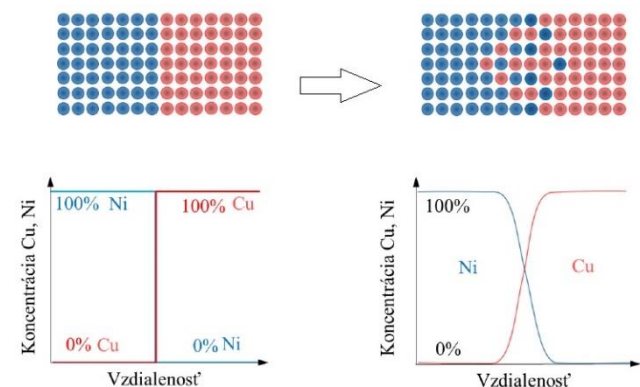 Koncentrácia Cu, Ni
100% Ni
100% Cu
0% Cu
0% Ni
Vzdialenosť
Koncentrácia Cu, Ni
100%
Ni
Cu
0%
Vzdialenosť